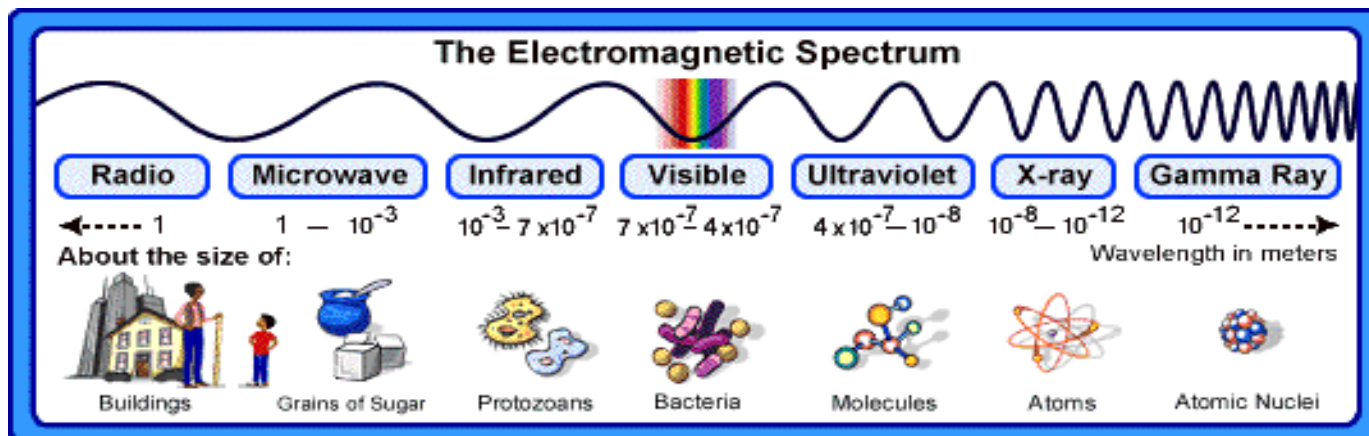 The Electromagnetic Spectrum
Radio Microwave Infrared Visible Ultraviolet X-ray Gamma Ray
1 1 – 10⁻³ 10⁻³– 7 x10⁻⁷ 7 x10⁻⁷– 4 x10⁻⁷ 4 x 10⁻⁷– 10⁻⁸ 10⁻⁸– 10⁻¹² 10⁻¹²
About the size of: Wavelength in meters
Buildings Grains of Sugar Protozoans Bacteria Molecules Atoms Atomic Nuclei